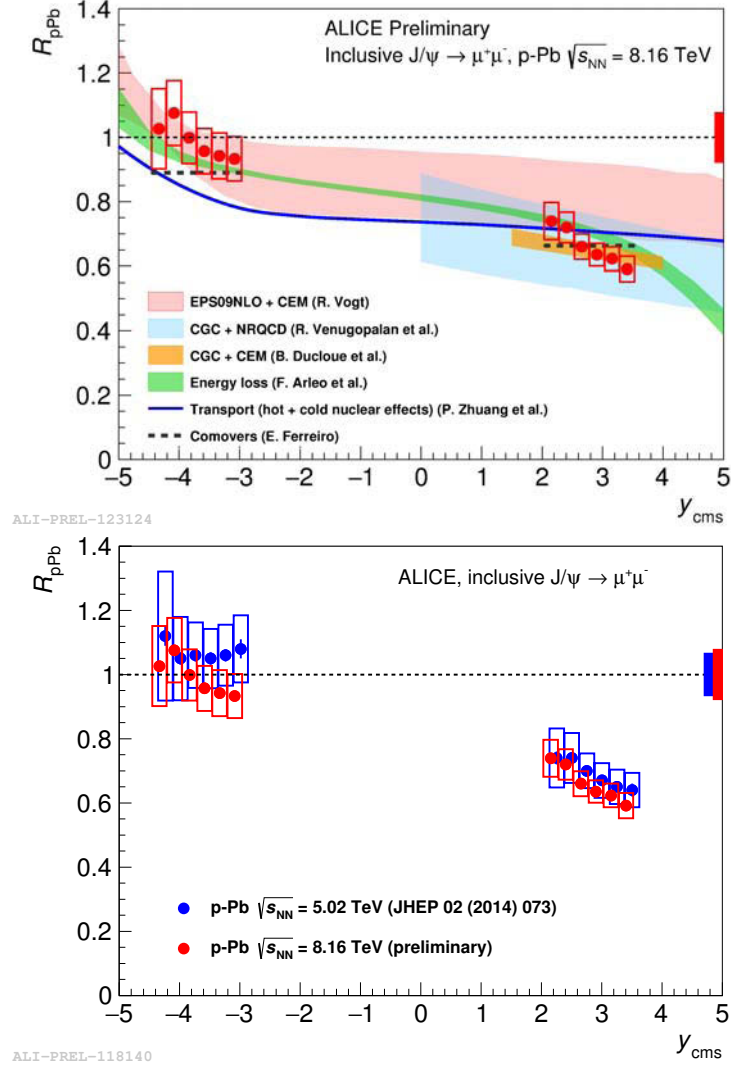 R_pPb
1.4
1.2
1
0.8
0.6
0.4
0.2
0
ALICE Preliminary
Inclusive J/ψ → μ⁺μ⁻, p-Pb √s_NN = 8.16 TeV
EPS09NLO + CEM (R. Vogt)
CGC + NRQCD (R. Venugopalan et al.)
CGC + CEM (B. Ducloue et al.)
Energy loss (F. Arleo et al.)
Transport (hot + cold nuclear effects) (P. Zhuang et al.)
Comovers (E. Ferreiro)
−5 −4 −3 −2 −1 0 1 2 3 4 5
y_cms
ALI-PREL-123124
R_pPb
1.4
1.2
1
0.8
0.6
0.4
0.2
0
ALICE, inclusive J/ψ → μ⁺μ⁻
p-Pb √s_NN = 5.02 TeV (JHEP 02 (2014) 073)
p-Pb √s_NN = 8.16 TeV (preliminary)
−5 −4 −3 −2 −1 0 1 2 3 4 5
y_cms
ALI-PREL-118140